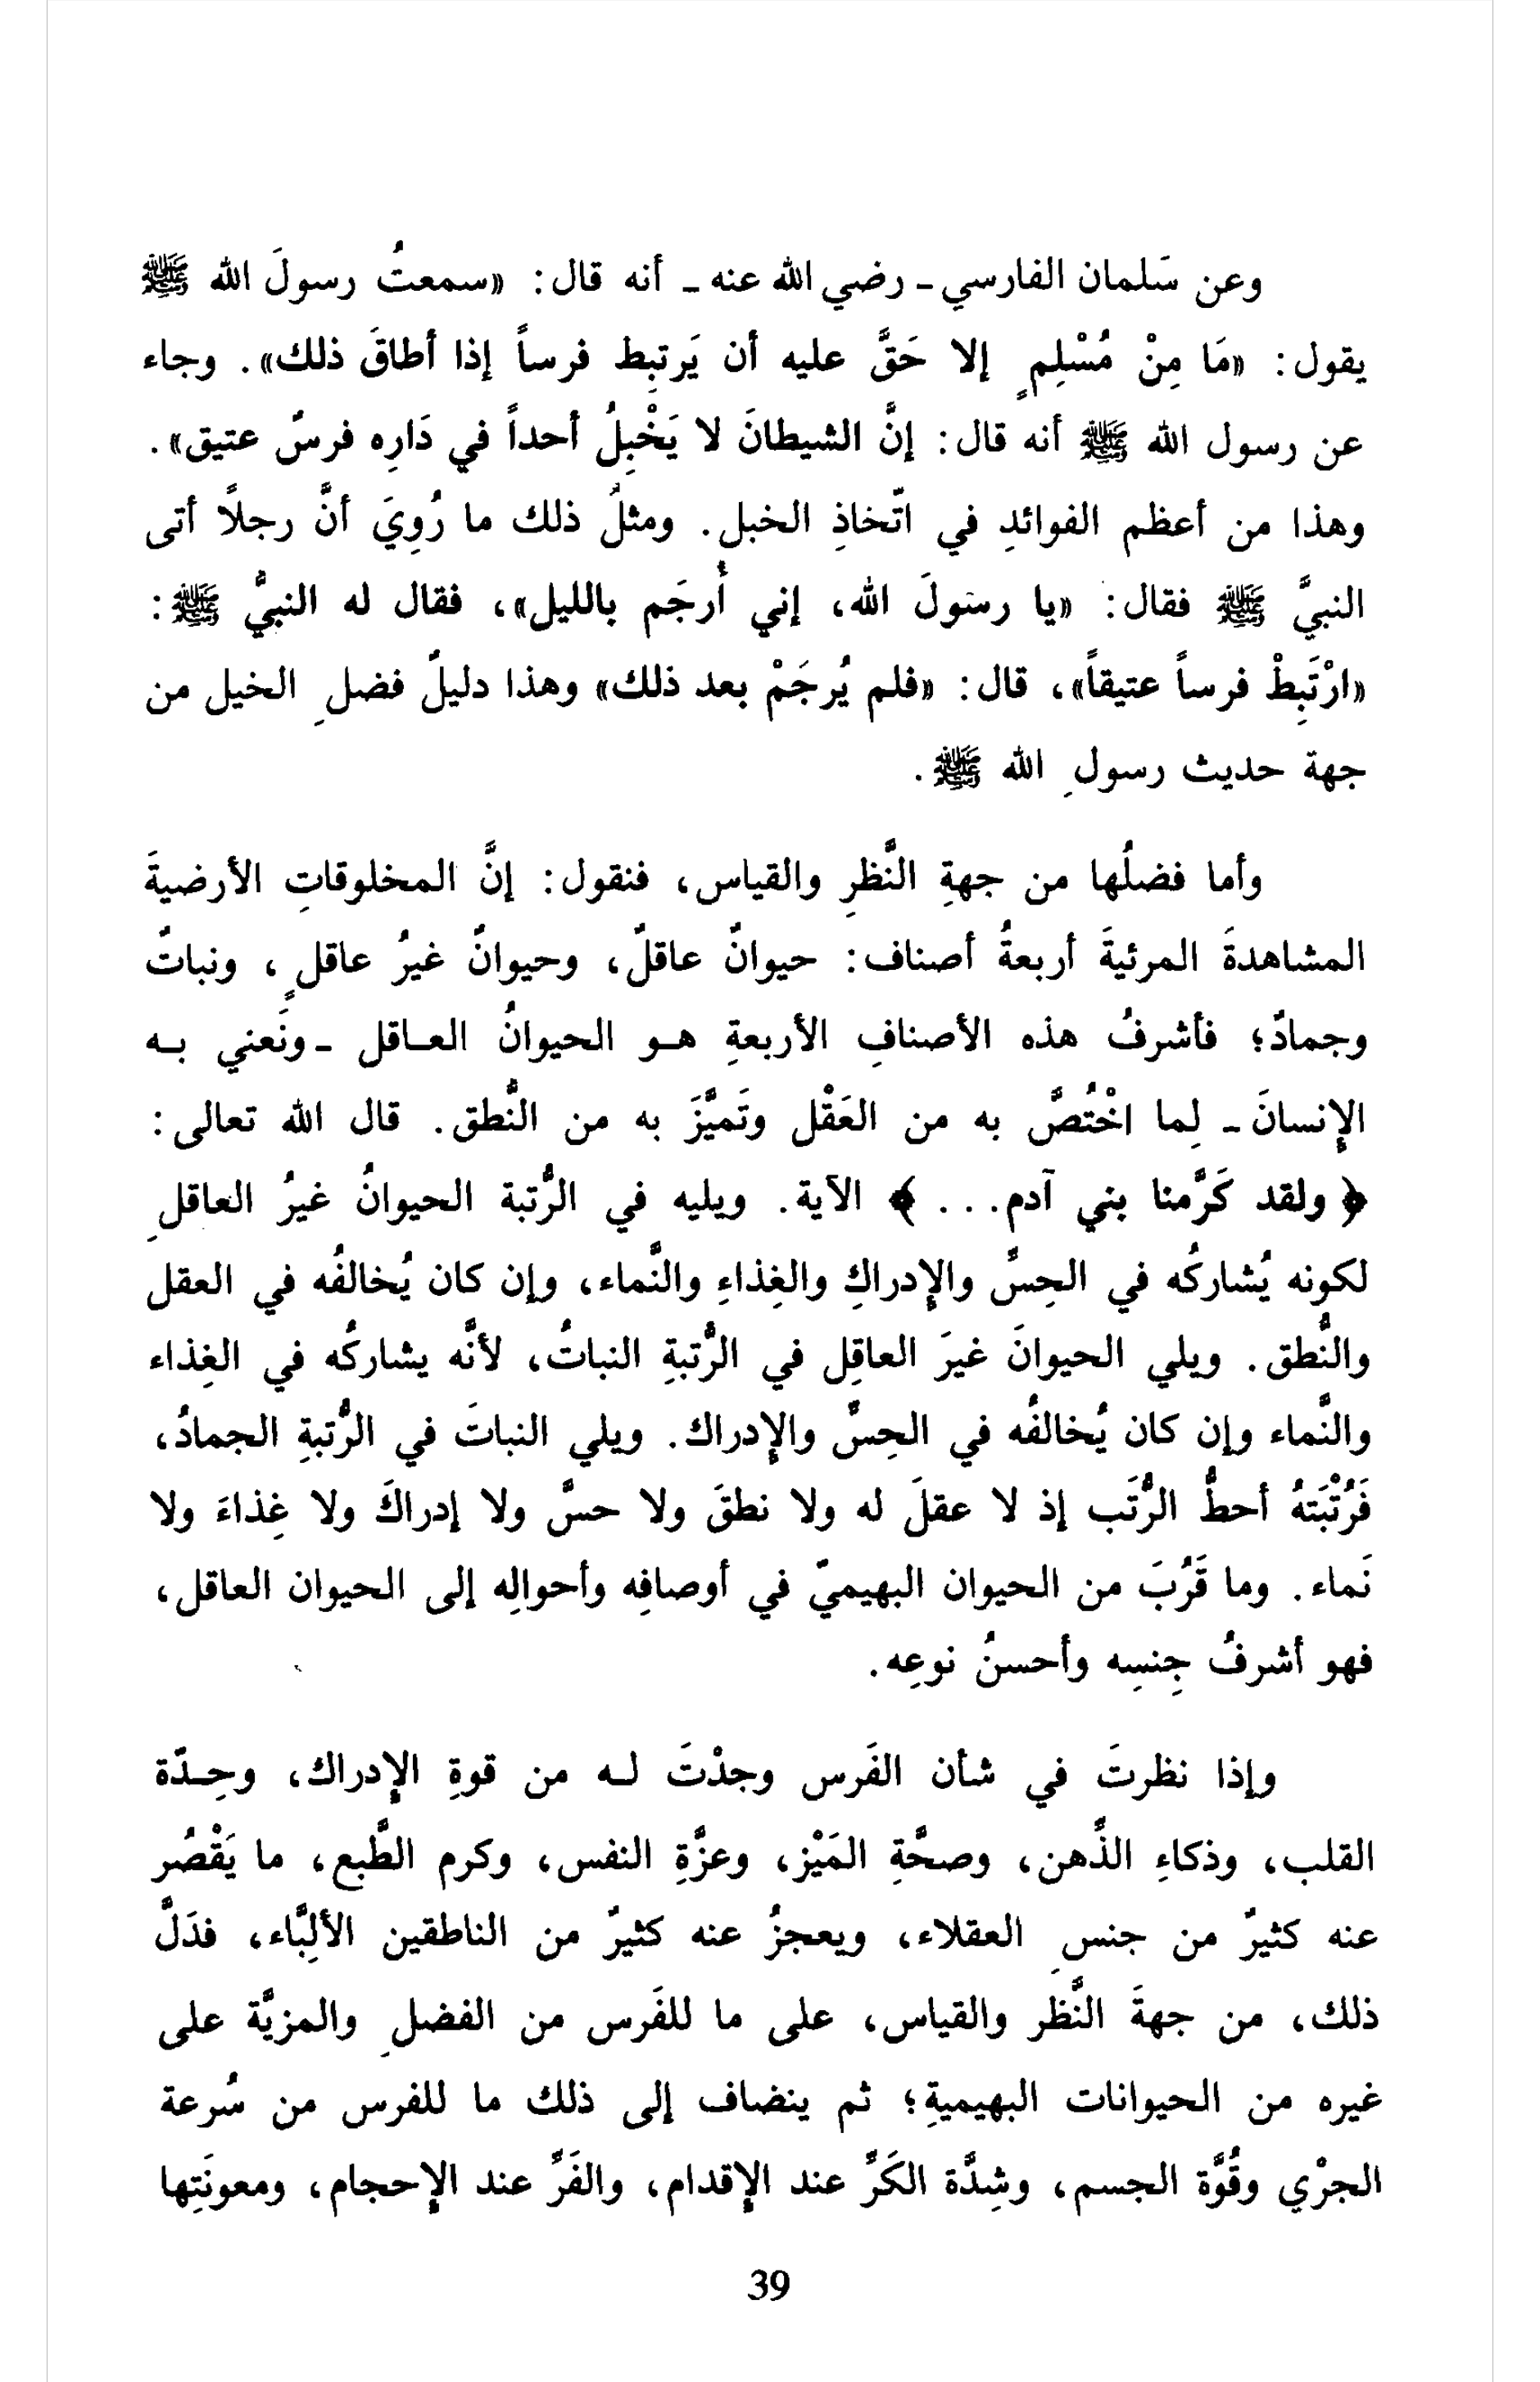 وعن سَلمان الفارسي - رضي الله عنه - أنه قال: «سمعتُ رسولَ الله ﷺ
يقول: «مَا مِنْ مُسْلِمٍ إلا حَقَّ عليه أن يَرتبِط فرساً إذا أطاقَ ذلك». وجاء
عن رسول الله ﷺ أنه قال: إنَّ الشيطانَ لا يَخْبِلُ أحداً في دَارِه فرسٌ عتيق».
وهذا من أعظم الفوائدِ في اتّخاذِ الخبل. ومثلُ ذلك ما رُوِيَ أنَّ رجلاً أتى
النبيَّ ﷺ فقال: «يا رسَولَ الله، إني أُرجَم بالليل»، فقال له النبيُّ ﷺ:
«ارْتَبِطْ فرساً عتيقاً»، قال: «فلم يُرجَمْ بعد ذلك» وهذا دليلٌ فضلِ الخيل من
جهة حديث رسولِ الله ﷺ.
وأما فضلُها من جهةِ النَّظرِ والقياس، فنقول: إنَّ المخلوقاتِ الأرضيةَ
المشاهدةَ المرئيةَ أربعةُ أصناف: حيوانٌ عاقلٌ، وحيوانٌ غيرُ عاقلٍ، ونباتٌ
وجمادٌ؛ فأشرفُ هذه الأصنافِ الأربعةِ هـو الحيوانُ العـاقل - ونَعني بـه
الإنسانَ - لِما اخْتُصَّ به من العَقْل وتَميَّزَ به من النُّطق. قال الله تعالى:
﴿ولقد كَرَّمنا بني آدم...﴾ الآية. ويليه في الرُّتبة الحيوانُ غيرُ العاقلِ
لكونه يُشاركُه في الحِسِّ والإدراكِ والغِذاءِ والنَّماء، وإن كان يُخالفُه في العقل
والنُّطق. ويلي الحيوانَ غيرَ العاقِل في الرُّتبةِ النباتُ، لأنَّه يشاركُه في الغِذاء
والنَّماء وإن كان يُخالفُه في الحِسِّ والإدراك. ويلي النباتَ في الرُّتبةِ الجمادُ،
فَرُتْبَتهُ أحطُّ الرُّتَب إذ لا عقلَ له ولا نطقَ ولا حسَّ ولا إدراكَ ولا غِذاءَ ولا
نَماء. وما قَرُبَ من الحيوان البهيميّ في أوصافِه وأحوالِه إلى الحيوان العاقل،
فهو أشرفُ جِنسِه وأحسنُ نوعِه.
وإذا نظرتَ في شأن الفَرس وجدْتَ لـه من قوةِ الإدراك، وحِـدّة
القلب، وذكاءِ الذَّهن، وصحَّةِ المَيْز، وعزَّةِ النفس، وكرم الطَّبع، ما يَقْصُر
عنه كثيرٌ من جنسِ العقلاء، ويعجزُ عنه كثيرٌ من الناطقين الألِبَّاء، فدَلَّ
ذلك، من جهةَ النَّظر والقياس، على ما للفَرس من الفضلِ والمزيَّة على
غيره من الحيوانات البهيميةِ؛ ثم ينضاف إلى ذلك ما للفرس من سُرعة
الجرْي وقُوَّة الجسم، وشِدَّة الكَرِّ عند الإقدام، والفَرِّ عند الإحجام، ومعونَتِها
39